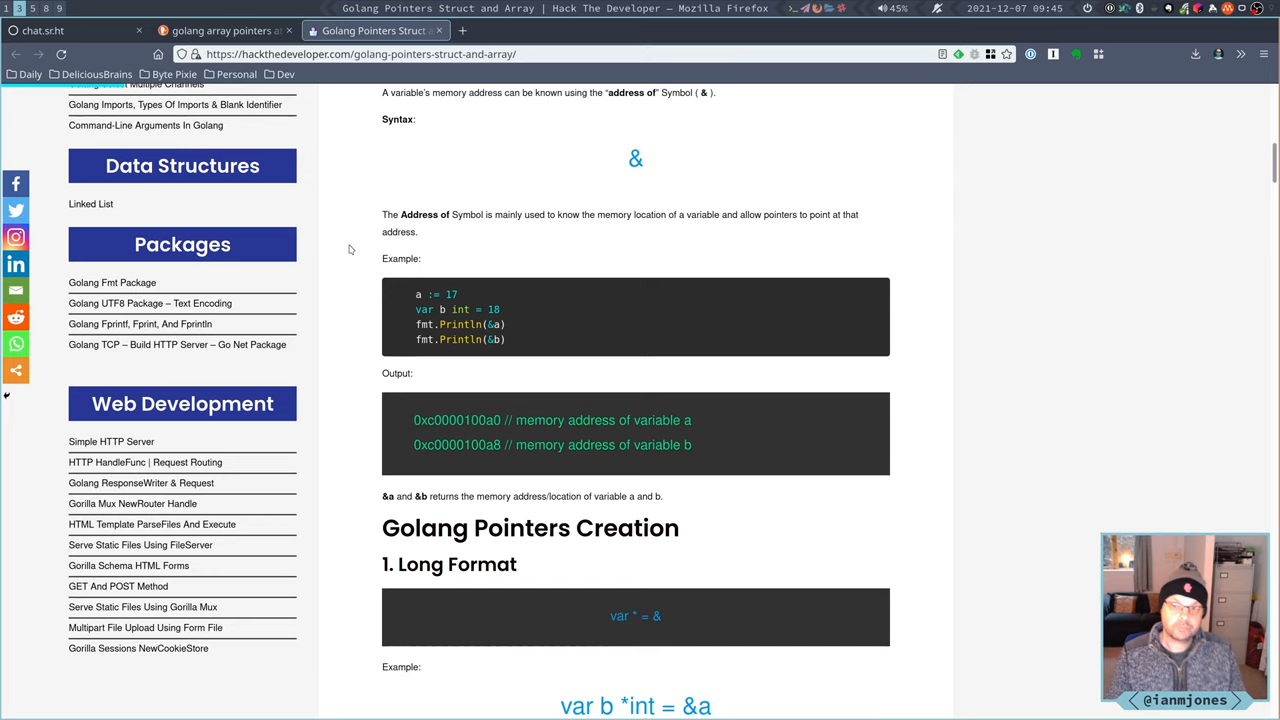 1 3 5 8 9
Golang Pointers Struct and Array | Hack The Developer — Mozilla Firefox
45%
2021-12-07
09:45
chat.sr.ht
golang array pointers at
Golang Pointers Struct a
https://hackthedeveloper.com/golang-pointers-struct-and-array/
Daily
DeliciousBrains
Byte Pixie
Personal
Dev
Golang Imports, Types Of Imports & Blank Identifier
Command-Line Arguments In Golang
Data Structures
Linked List
Packages
Golang Fmt Package
Golang UTF8 Package – Text Encoding
Golang Fprintf, Fprint, And Fprintln
Golang TCP – Build HTTP Server – Go Net Package
Web Development
Simple HTTP Server
HTTP HandleFunc | Request Routing
Golang ResponseWriter & Request
Gorilla Mux NewRouter Handle
HTML Template ParseFiles And Execute
Serve Static Files Using FileServer
Gorilla Schema HTML Forms
GET And POST Method
Serve Static Files Using Gorilla Mux
Multipart File Upload Using Form File
Gorilla Sessions NewCookieStore
A variable's memory address can be known using the “address of” Symbol ( & ).
Syntax:
&
The Address of Symbol is mainly used to know the memory location of a variable and allow pointers to point at that
address.
Example:
a := 17
var b int = 18
fmt.Println(&a)
fmt.Println(&b)
Output:
0xc0000100a0 // memory address of variable a
0xc0000100a8 // memory address of variable b
&a and &b returns the memory address/location of variable a and b.
Golang Pointers Creation
1. Long Format
var * = &
Example:
var b *int = &a
@ianmjones